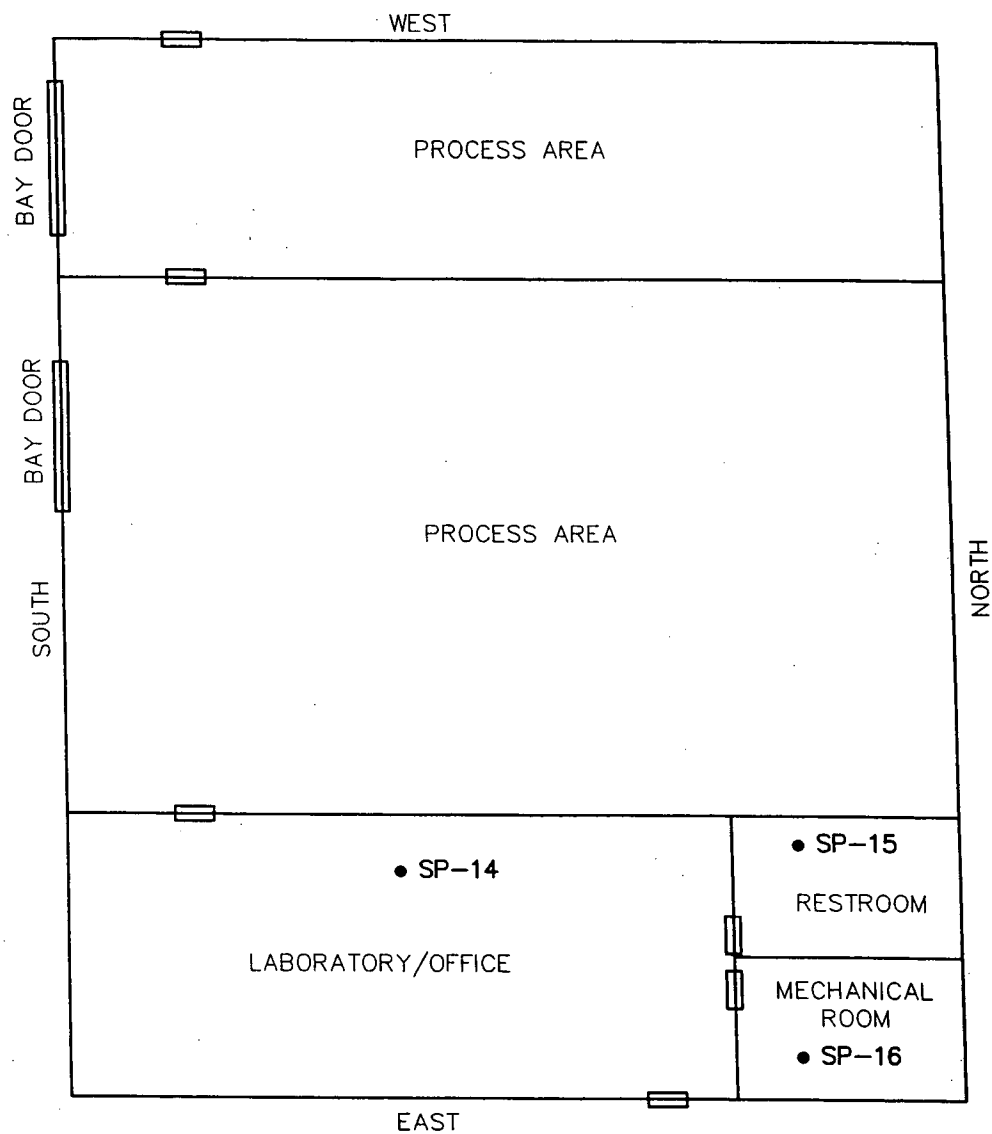 WEST
BAY DOOR
PROCESS AREA
BAY DOOR
PROCESS AREA
SOUTH
NORTH
SP-14
SP-15
RESTROOM
LABORATORY/OFFICE
MECHANICAL
ROOM
SP-16
EAST